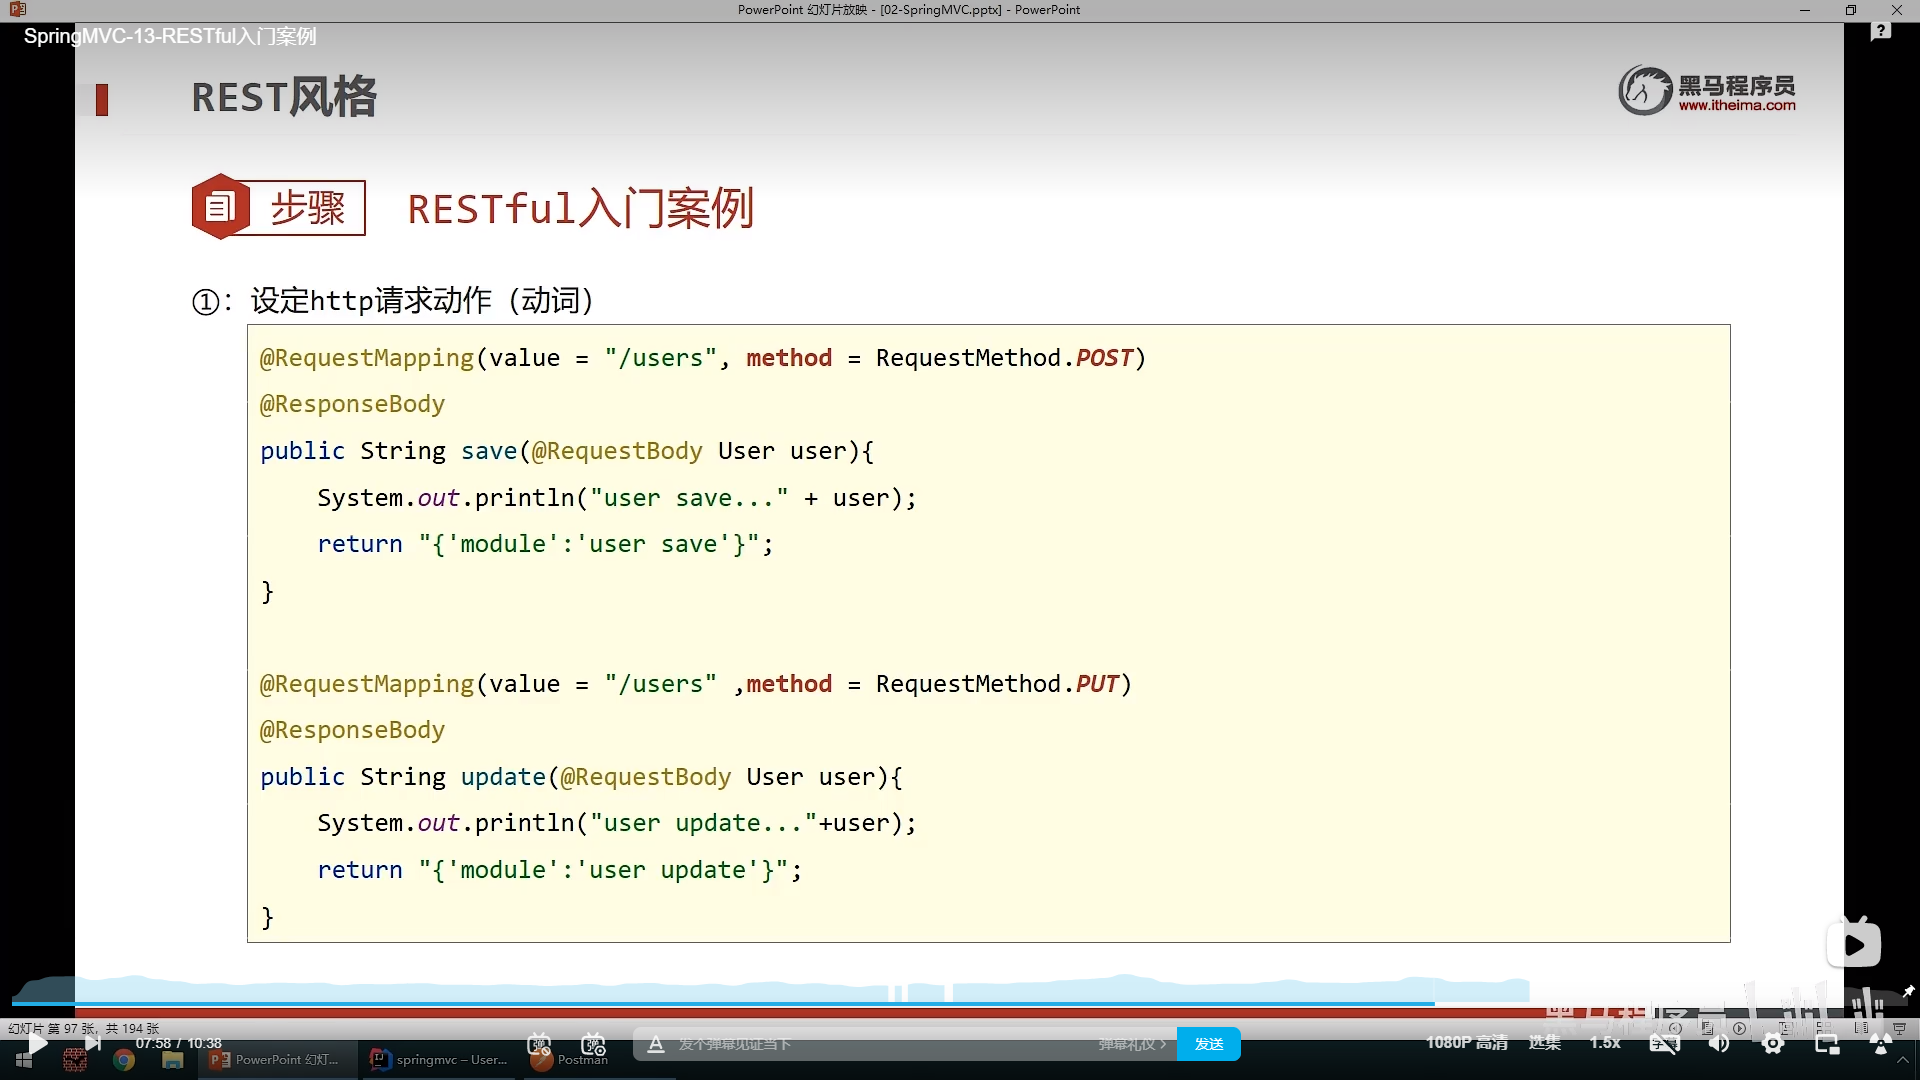 PowerPoint 幻灯片放映 - [02-SpringMVC.pptx] - PowerPoint
SpringMVC-13-RESTful入门案例
REST风格
黑马程序员
www.itheima.com
步骤
RESTful入门案例
①：设定http请求动作（动词）
@RequestMapping(value = "/users", method = RequestMethod.POST)
@ResponseBody
public String save(@RequestBody User user){
System.out.println("user save..." + user);
return "{'module':'user save'}";
}
@RequestMapping(value = "/users" ,method = RequestMethod.PUT)
@ResponseBody
public String update(@RequestBody User user){
System.out.println("user update..."+user);
return "{'module':'user update'}";
}
幻灯片 第 97 张，共 194 张
07:58 / 10:38
发个弹幕见证当下
弹幕礼仪
发送
1080P 高清
选集
1.5x
PowerPoint 幻灯...
springmvc – User...
Postman